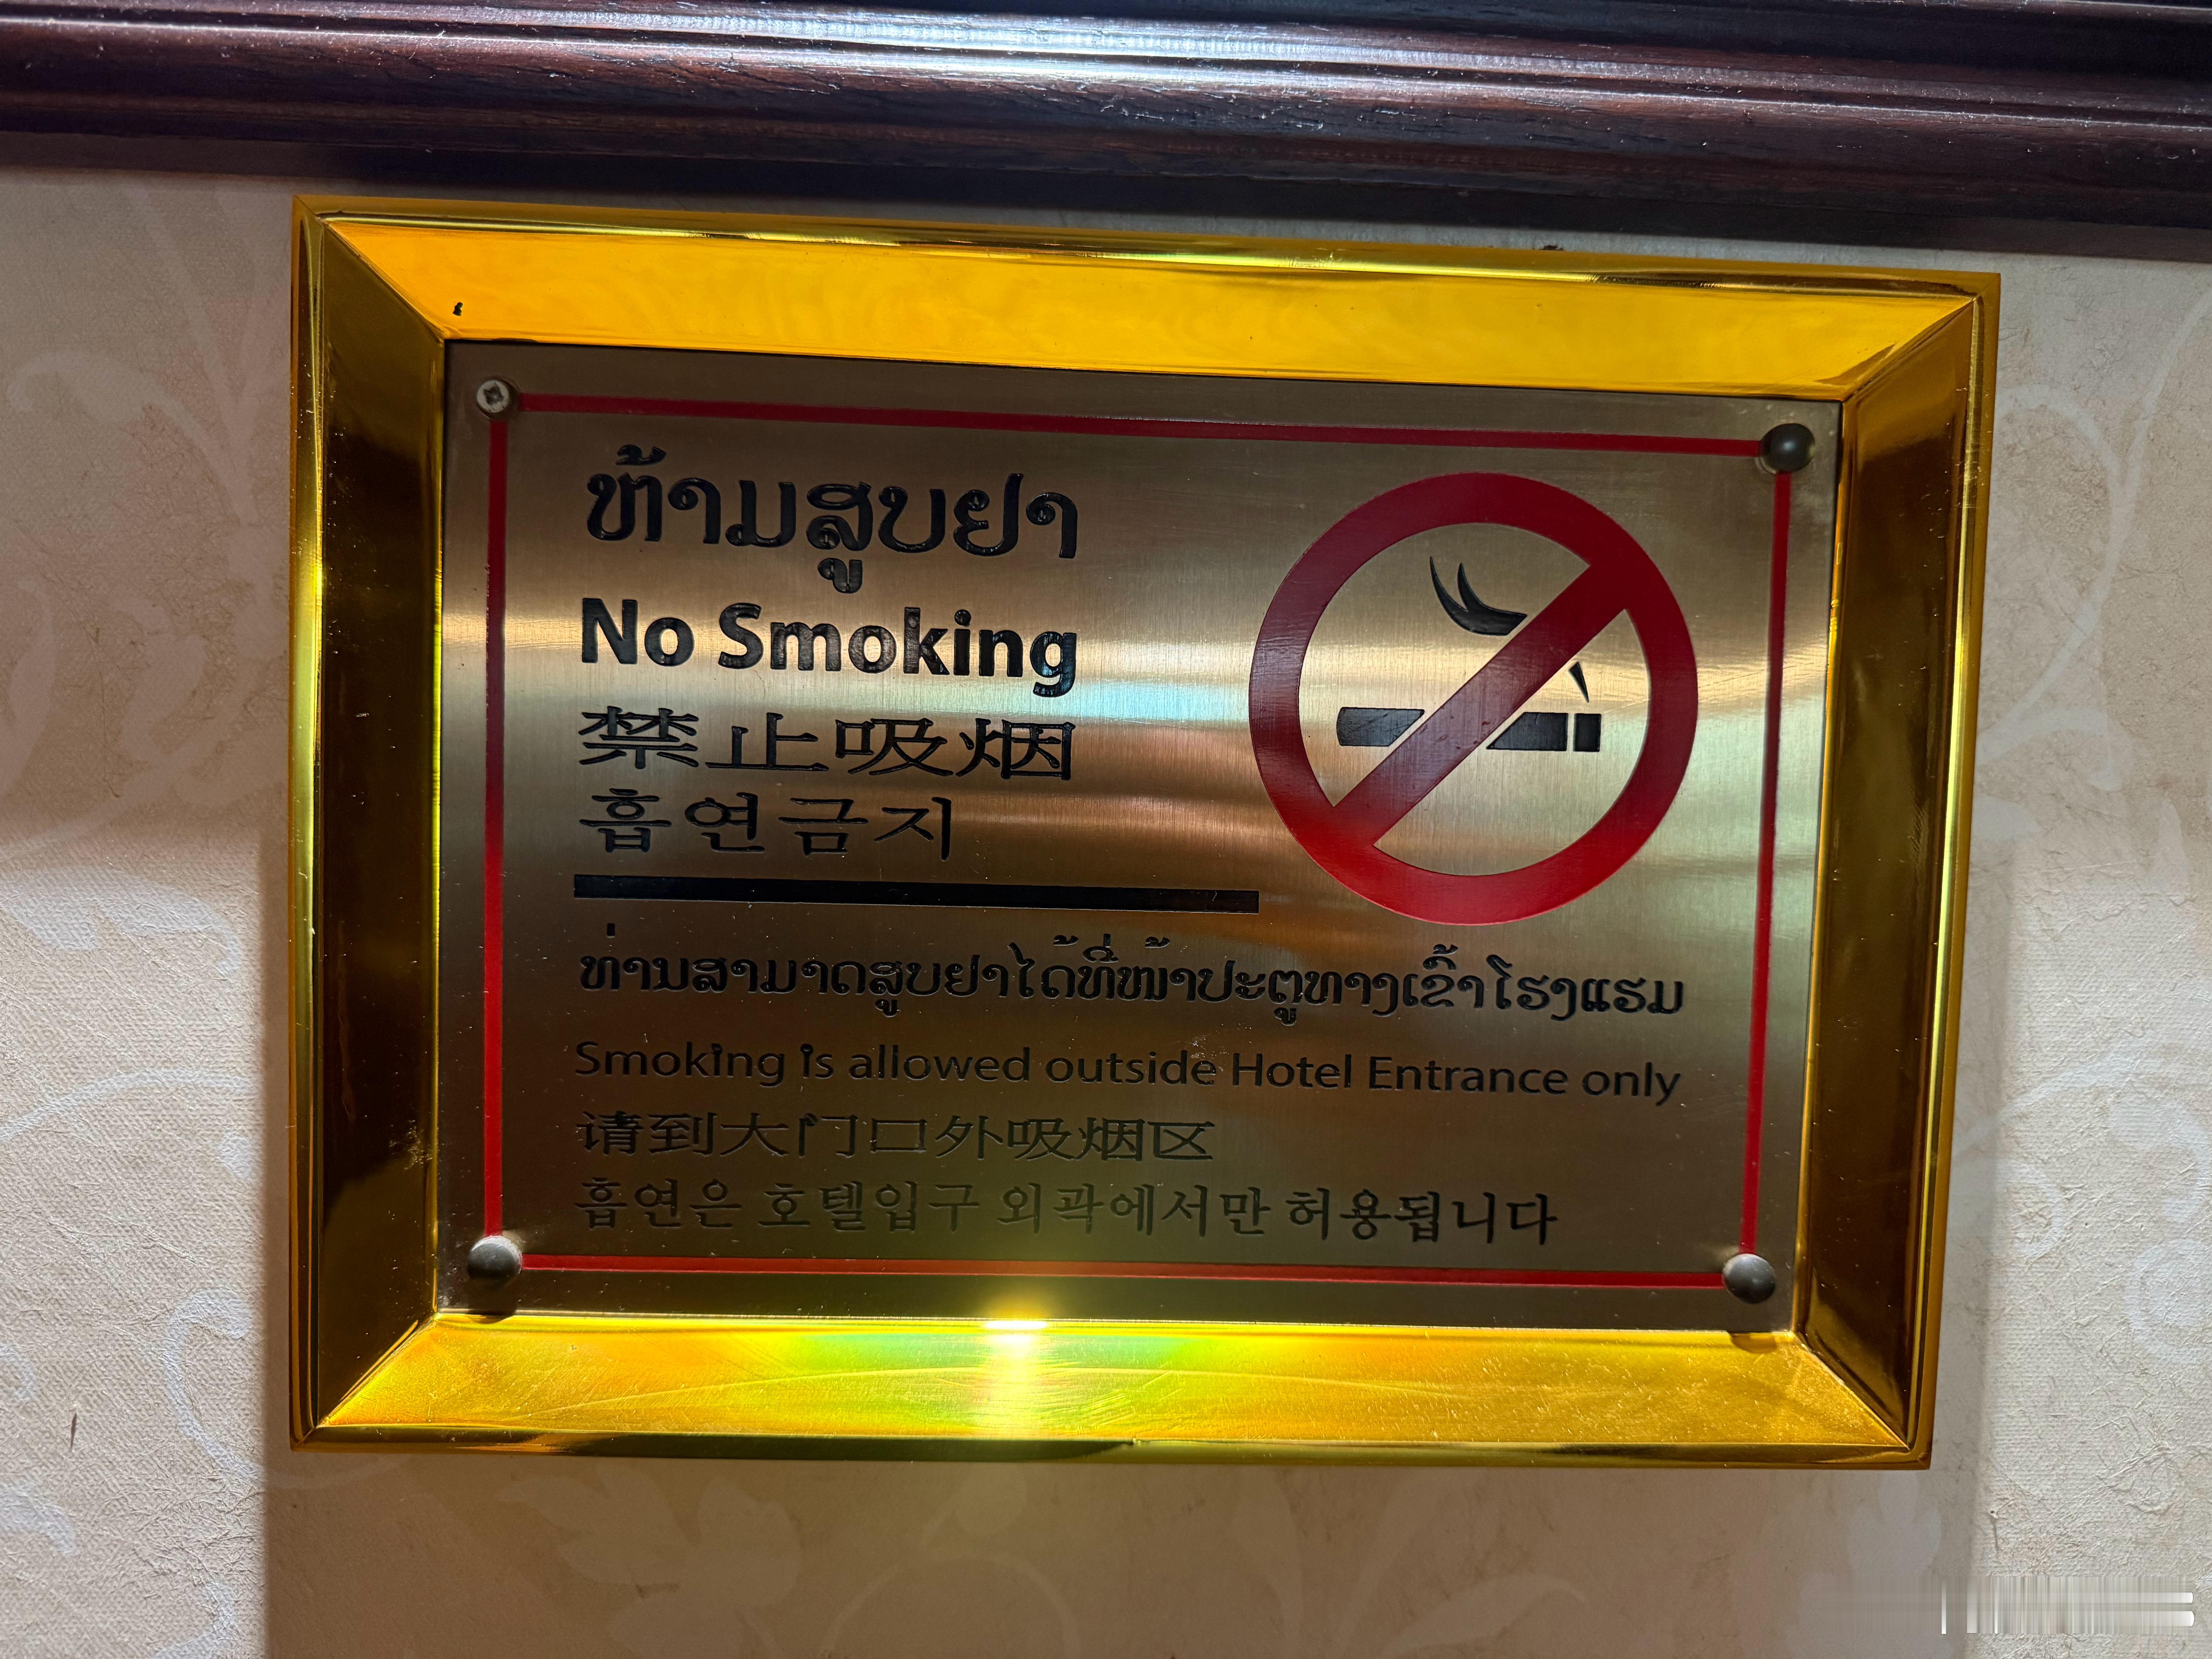 ຫ້າມສູບຢາ
No Smoking
禁止吸烟
흡연금지
ທ່ານສາມາດສູບຢາໄດ້ທີ່ໜ້າປະຕູທາງເຂົ້າໂຮງແຮມ
Smoking is allowed outside Hotel Entrance only
请到大门口外吸烟区
흡연은 호텔입구 외곽에서만 허용됩니다